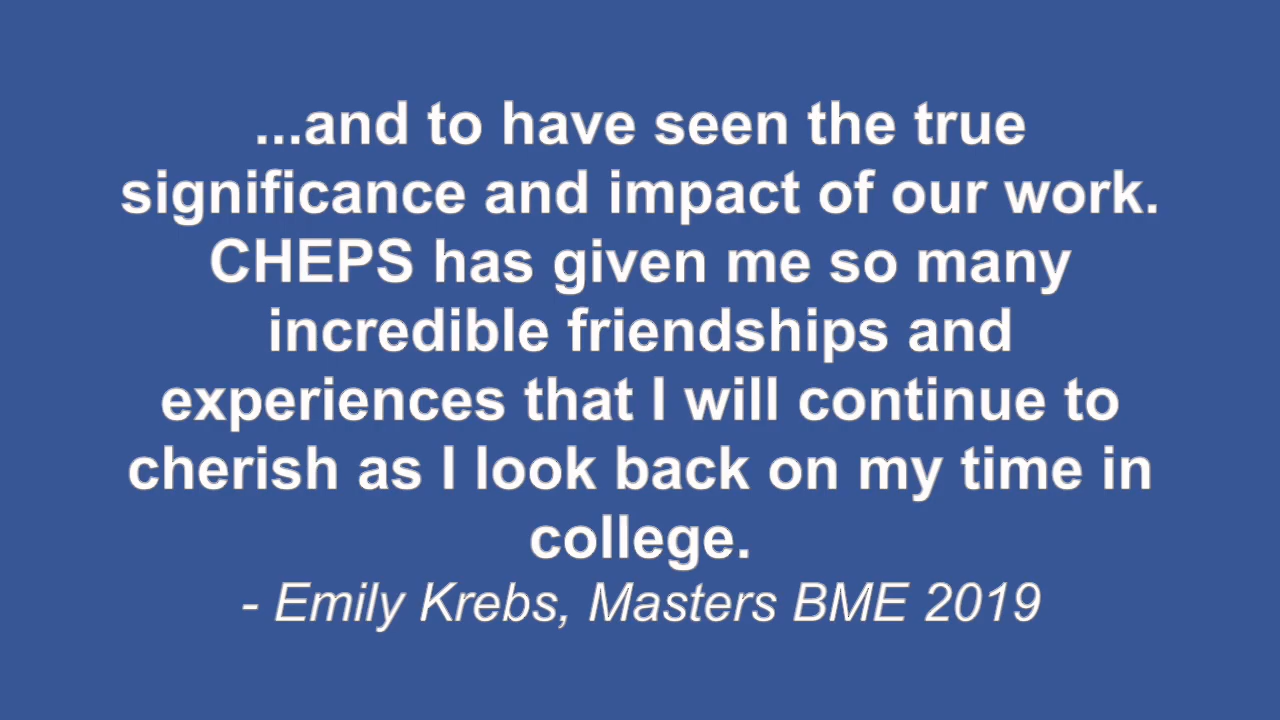 ...and to have seen the true
significance and impact of our work.
CHEPS has given me so many
incredible friendships and
experiences that I will continue to
cherish as I look back on my time in
college.
- Emily Krebs, Masters BME 2019